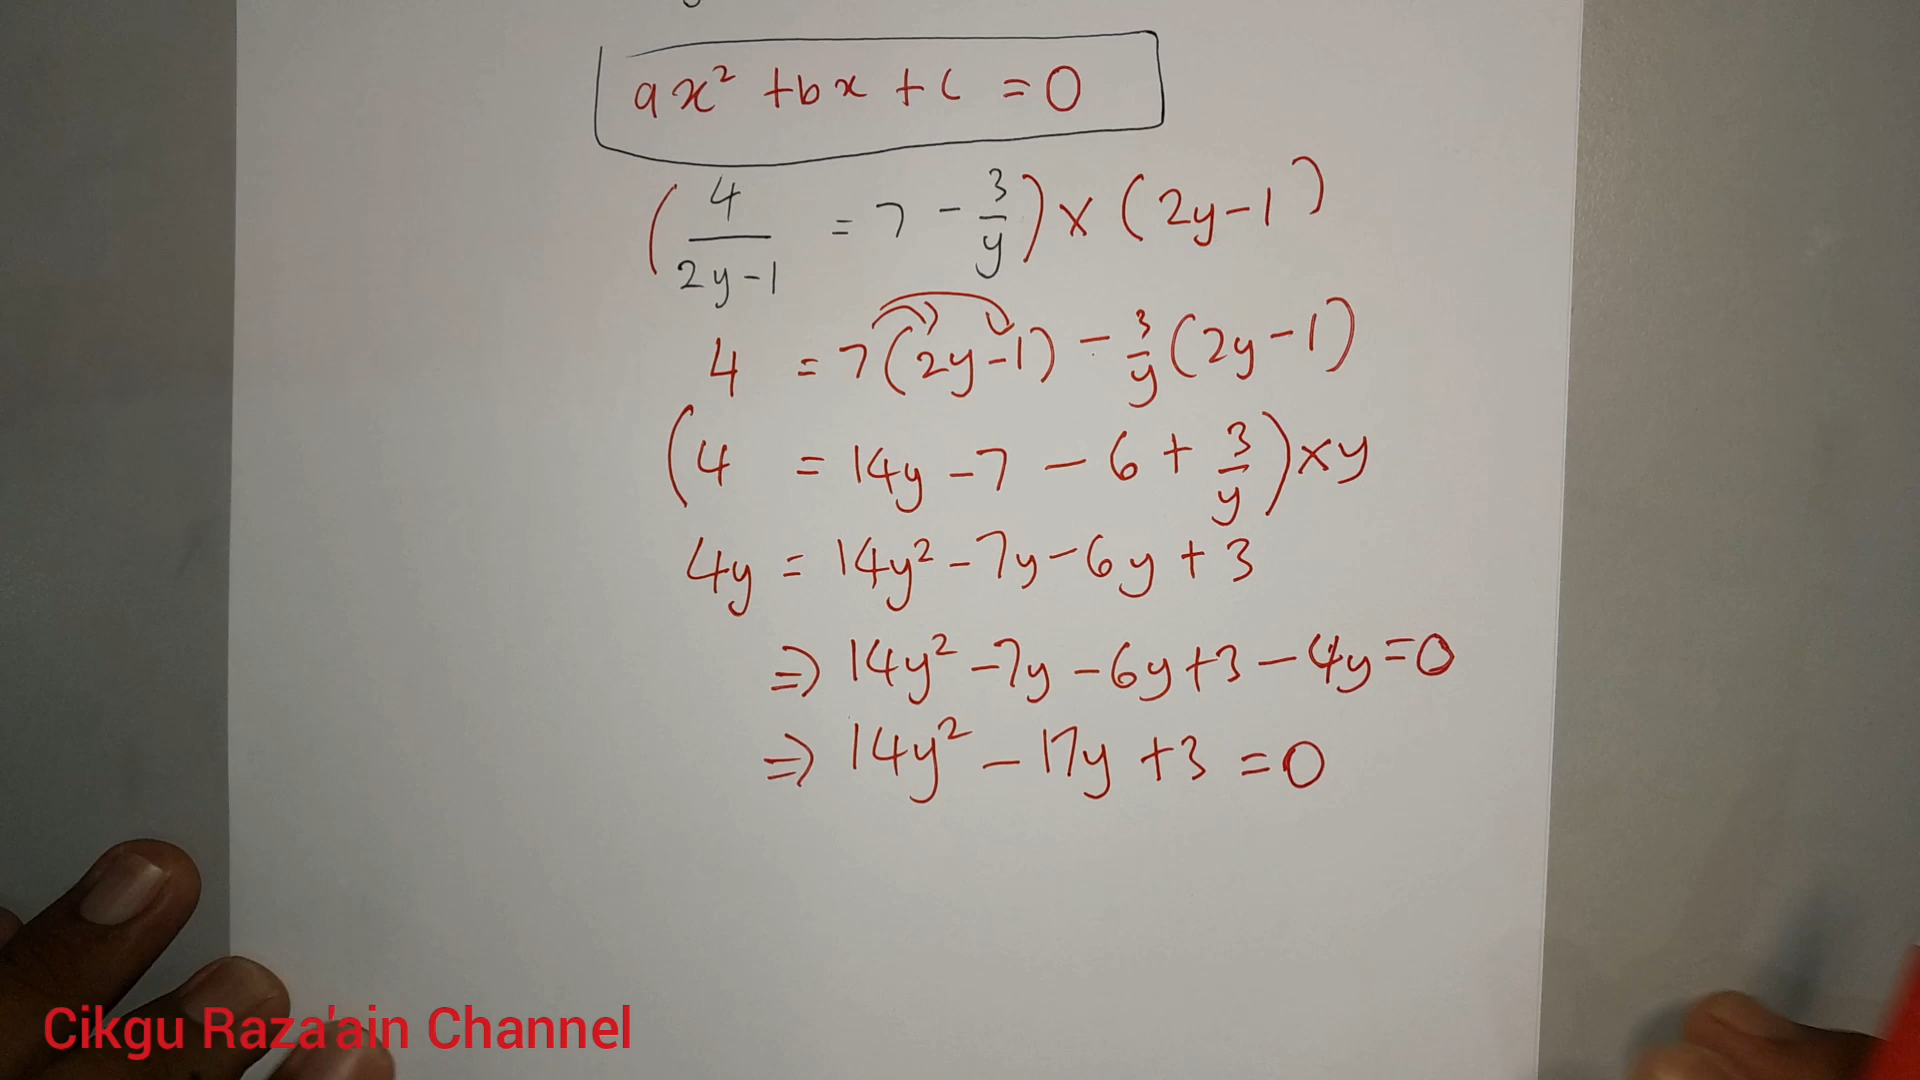 ax² + bx + c = 0
(4/(2y-1) = 7 - 3/y) × (2y-1)
4 = 7(2y-1) - 3/y(2y-1)
(4 = 14y - 7 - 6 + 3/y) × y
4y = 14y² - 7y - 6y + 3
⇒ 14y² - 7y - 6y + 3 - 4y = 0
⇒ 14y² - 17y + 3 = 0
Cikgu Raza'ain Channel